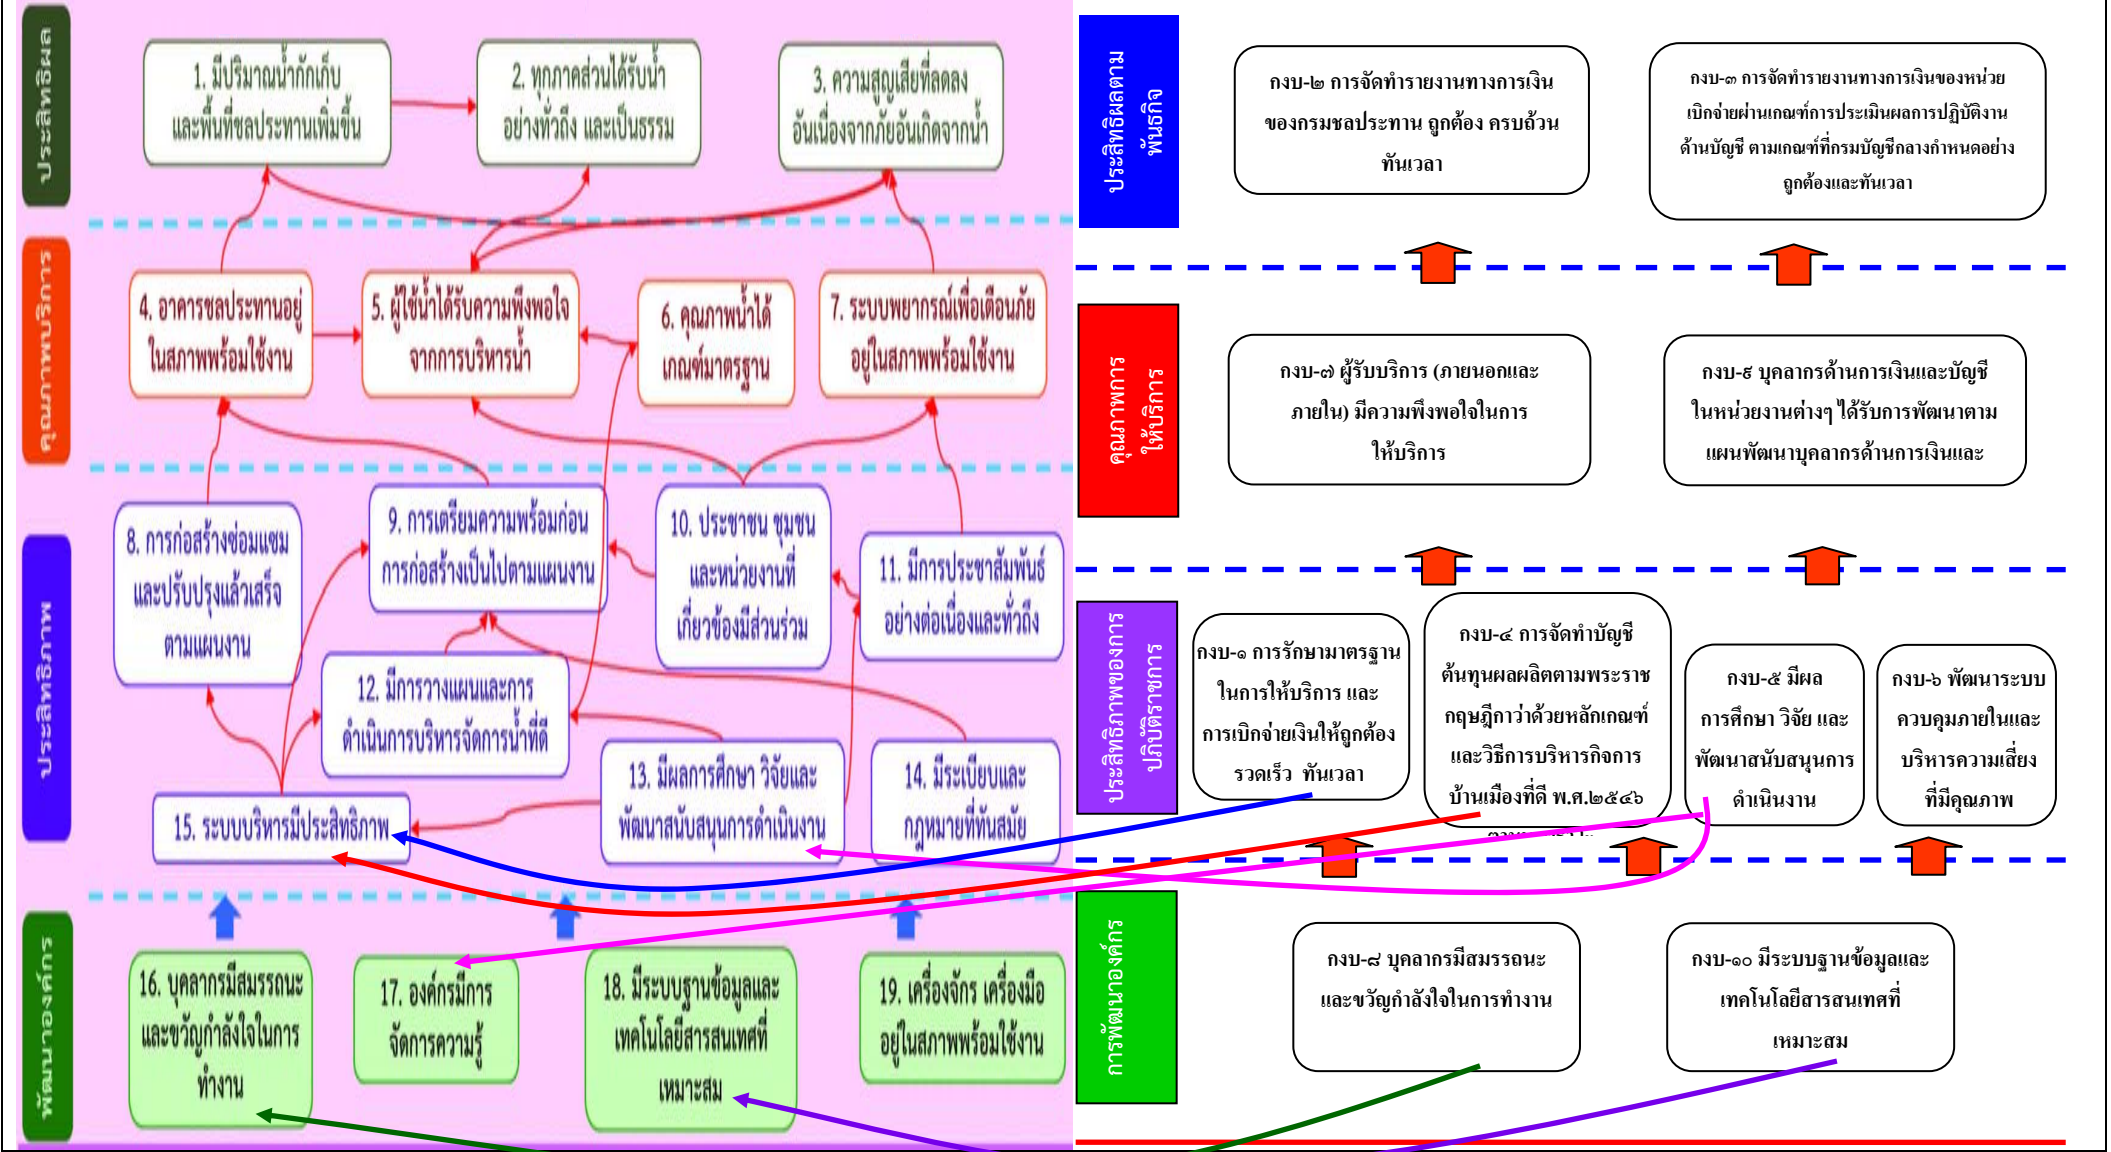 ประสิทธิผล
1. มีปริมาณน้ำกักเก็บ
และพื้นที่ชลประทานเพิ่มขึ้น
2. ทุกภาคส่วนได้รับน้ำ
อย่างทั่วถึง และเป็นธรรม
3. ความสูญเสียที่ลดลง
อันเนื่องจากภัยอันเกิดจากน้ำ
คุณภาพบริการ
4. อาคารชลประทานอยู่
ในสภาพพร้อมใช้งาน
5. ผู้ใช้น้ำได้รับความพึงพอใจ
จากการบริหารน้ำ
6. คุณภาพน้ำได้
เกณฑ์มาตรฐาน
7. ระบบพยากรณ์เพื่อเตือนภัย
อยู่ในสภาพพร้อมใช้งาน
ประสิทธิภาพ
8. การก่อสร้างซ่อมแซม
และปรับปรุงแล้วเสร็จ
ตามแผนงาน
9. การเตรียมความพร้อมก่อน
การก่อสร้างเป็นไปตามแผนงาน
10. ประชาชน ชุมชน
และหน่วยงานที่
เกี่ยวข้องมีส่วนร่วม
11. มีการประชาสัมพันธ์
อย่างต่อเนื่องและทั่วถึง
12. มีการวางแผนและการ
ดำเนินการบริหารจัดการน้ำที่ดี
13. มีผลการศึกษา วิจัยและ
พัฒนาสนับสนุนการดำเนินงาน
14. มีระเบียบและ
กฎหมายที่ทันสมัย
15. ระบบบริหารมีประสิทธิภาพ
พัฒนาองค์กร
16. บุคลากรมีสมรรถนะ
และขวัญกำลังใจในการ
ทำงาน
17. องค์กรมีการ
จัดการความรู้
18. มีระบบฐานข้อมูลและ
เทคโนโลยีสารสนเทศที่
เหมาะสม
19. เครื่องจักร เครื่องมือ
อยู่ในสภาพพร้อมใช้งาน
ประสิทธิผลตาม
พันธกิจ
กงบ-๒ การจัดทำรายงานทางการเงิน
ของกรมชลประทาน ถูกต้อง ครบถ้วน
ทันเวลา
กงบ-๓ การจัดทำรายงานทางการเงินของหน่วย
เบิกจ่ายผ่านเกณฑ์การประเมินผลการปฏิบัติงาน
ด้านบัญชี ตามเกณฑ์ที่กรมบัญชีกลางกำหนดอย่าง
ถูกต้องและทันเวลา
คุณภาพการ
ให้บริการ
กงบ-๗ ผู้รับบริการ (ภายนอกและ
ภายใน) มีความพึงพอใจในการ
ให้บริการ
กงบ-๙ บุคลากรด้านการเงินและบัญชี
ในหน่วยงานต่างๆ ได้รับการพัฒนาตาม
แผนพัฒนาบุคลากรด้านการเงินและ
ประสิทธิภาพของการ
ปฏิบัติราชการ
กงบ-๑ การรักษามาตรฐาน
ในการให้บริการ และ
การเบิกจ่ายเงินให้ถูกต้อง
รวดเร็ว ทันเวลา
กงบ-๔ การจัดทำบัญชี
ต้นทุนผลผลิตตามพระราช
กฤษฎีกาว่าด้วยหลักเกณฑ์
และวิธีการบริหารกิจการ
บ้านเมืองที่ดี พ.ศ.๒๕๔๖
กงบ-๕ มีผล
การศึกษา วิจัย และ
พัฒนาสนับสนุนการ
ดำเนินงาน
กงบ-๖ พัฒนาระบบ
ควบคุมภายในและ
บริหารความเสี่ยง
ที่มีคุณภาพ
การพัฒนาองค์กร
กงบ-๘ บุคลากรมีสมรรถนะ
และขวัญกำลังใจในการทำงาน
กงบ-๑๐ มีระบบฐานข้อมูลและ
เทคโนโลยีสารสนเทศที่
เหมาะสม